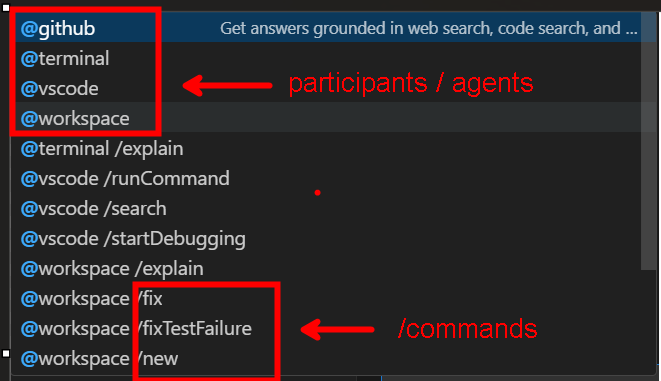 @github Get answers grounded in web search, code search, and ...
@terminal
@vscode
participants / agents
@workspace
@terminal /explain
@vscode /runCommand
@vscode /search
@vscode /startDebugging
@workspace /explain
@workspace /fix
@workspace /fixTestFailure
/commands
@workspace /new